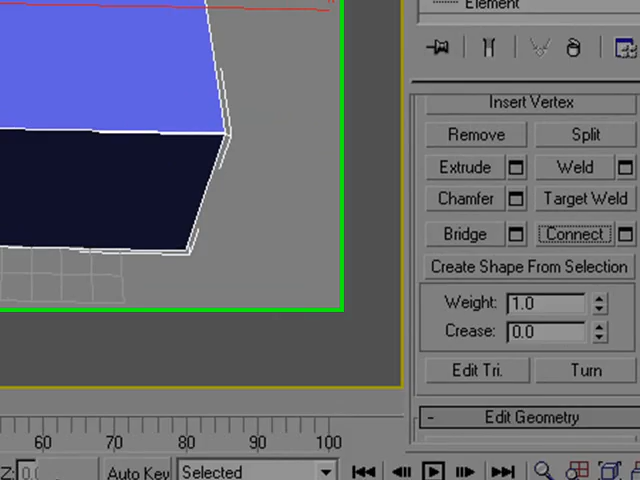 Element
Insert Vertex
Remove Split
Extrude Weld
Chamfer Target Weld
Bridge Connect
Create Shape From Selection
Weight: 1.0
Crease: 0.0
Edit Tri. Turn
- Edit Geometry
60 70 80 90 100
Z: Auto Key Selected